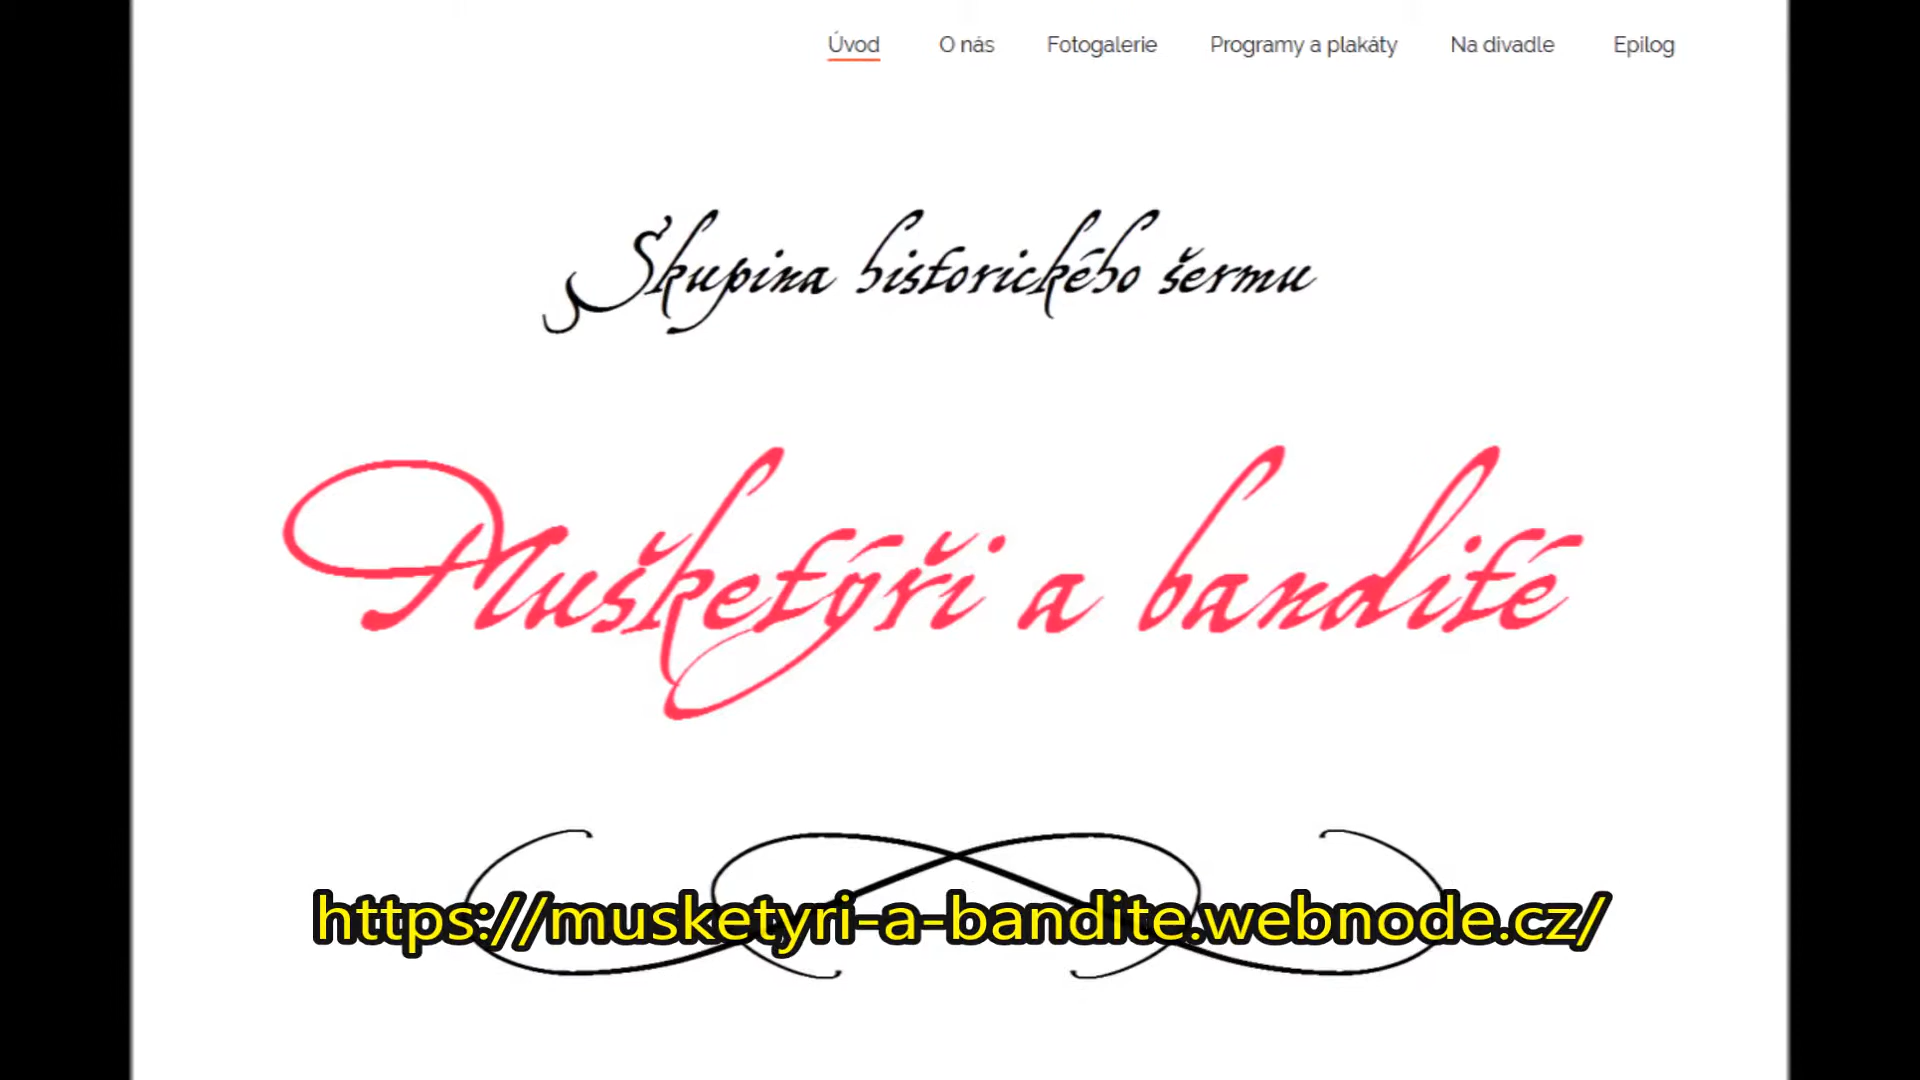 Úvod O nás Fotogalerie Programy a plakáty Na divadle Epilog
Skupina historického šermu
Mušketýři a bandité
https://musketyri-a-bandite.webnode.cz/